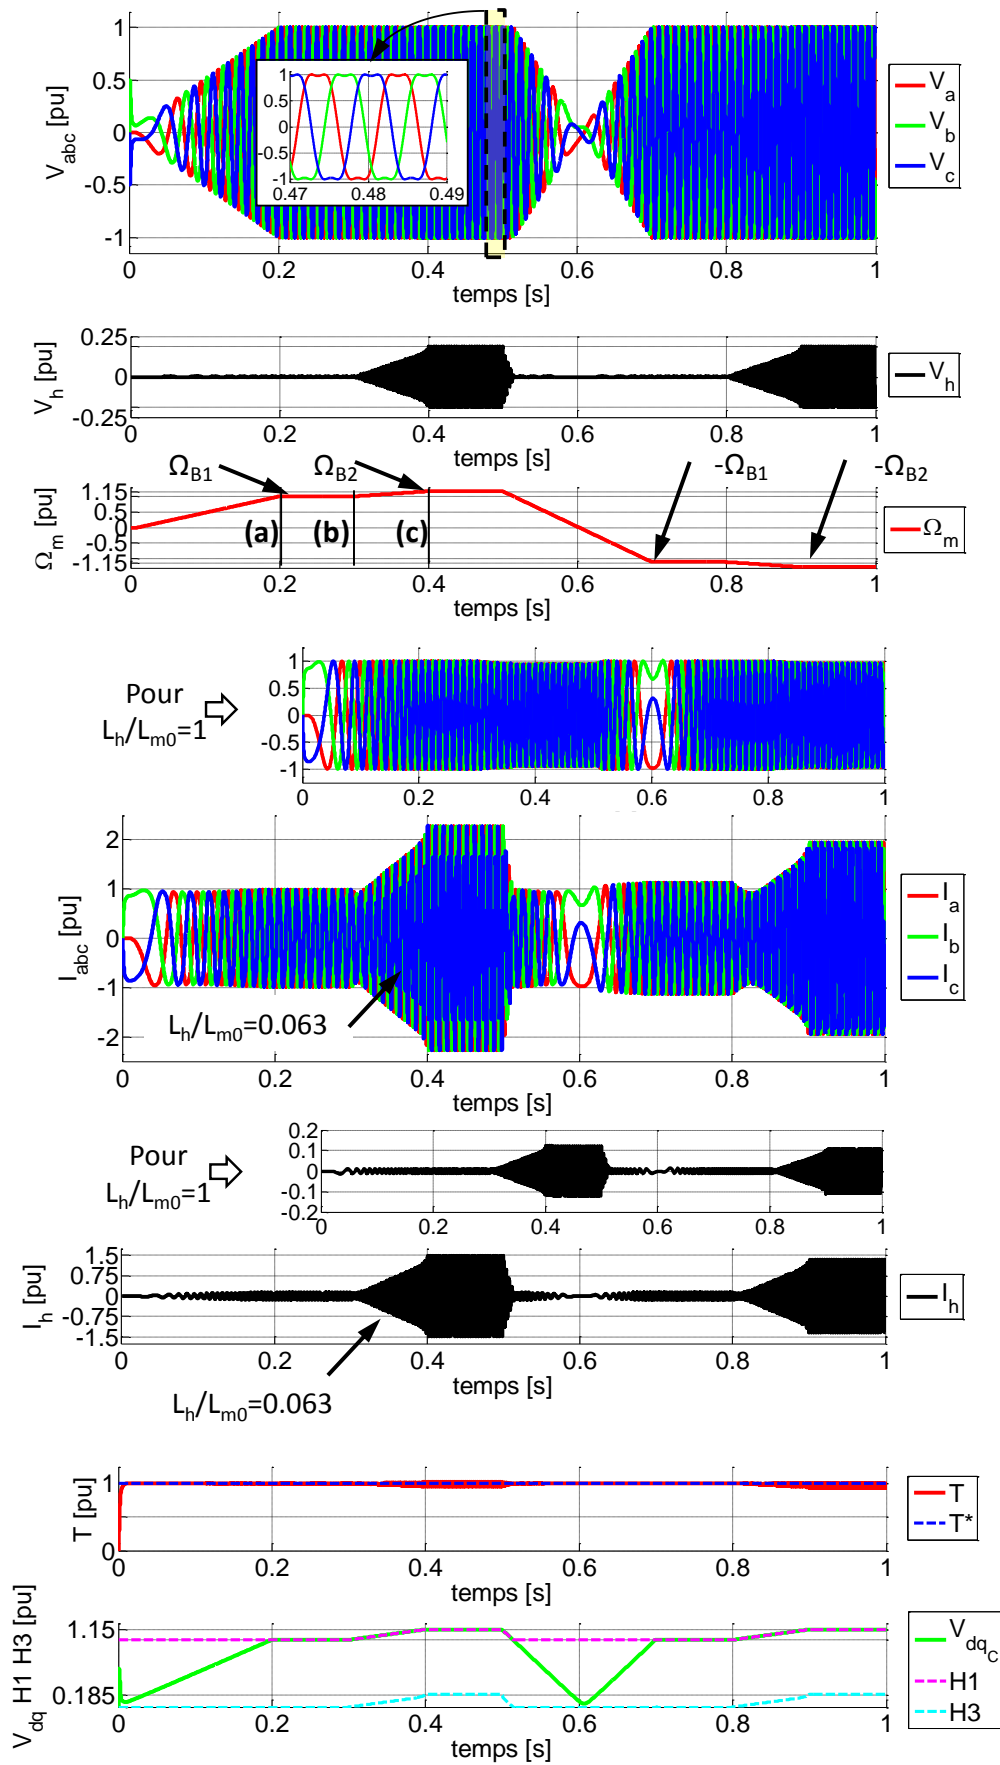 V_abc [pu]
1
0.5
0
-0.5
-1
0 0.2 0.4 0.6 0.8 1
temps [s]
1
0.5
0
-0.5
-1
0.47 0.48 0.49
V_a
V_b
V_c
V_h [pu]
0.25
0
-0.25
0 0.2 0.4 0.6 0.8 1
temps [s]
V_h
Ω_B1
Ω_B2
-Ω_B1
-Ω_B2
Ω_m [pu]
1.15
0.5
0
-0.5
-1.15
(a) (b) (c)
0 0.2 0.4 0.6 0.8 1
temps [s]
Ω_m
Pour
L_h/L_m0=1
1
0.5
0
-0.5
-1
0 0.2 0.4 0.6 0.8 1
I_abc [pu]
2
1
0
-1
-2
L_h/L_m0=0.063
0 0.2 0.4 0.6 0.8 1
temps [s]
I_a
I_b
I_c
Pour
L_h/L_m0=1
0.2
0.1
0
-0.1
-0.2
0 0.2 0.4 0.6 0.8 1
I_h [pu]
1.5
0.75
0
-0.75
-1.5
0 0.2 0.4 0.6 0.8 1
temps [s]
L_h/L_m0=0.063
I_h
T [pu]
1
0
0 0.2 0.4 0.6 0.8 1
temps [s]
T
T*
V_dq H1 H3 [pu]
1.15
0.185
0 0.2 0.4 0.6 0.8 1
temps [s]
V_dq_C
H1
H3